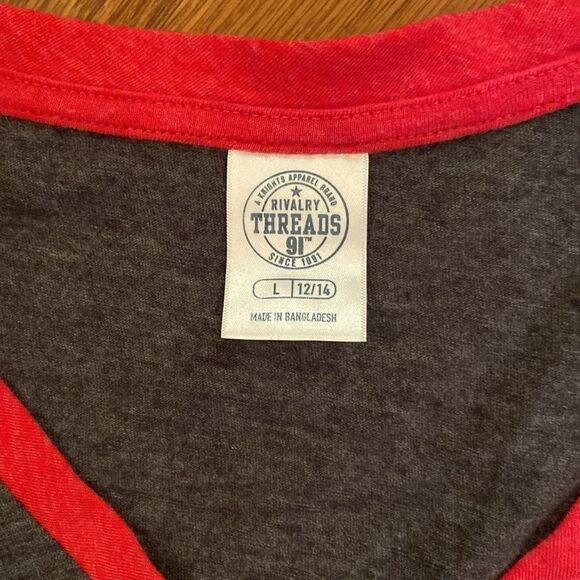 A KNIGHTS APPAREL BRAND
RIVALRY
THREADS
91™
SINCE 1991
L 12/14
MADE IN BANGLADESH